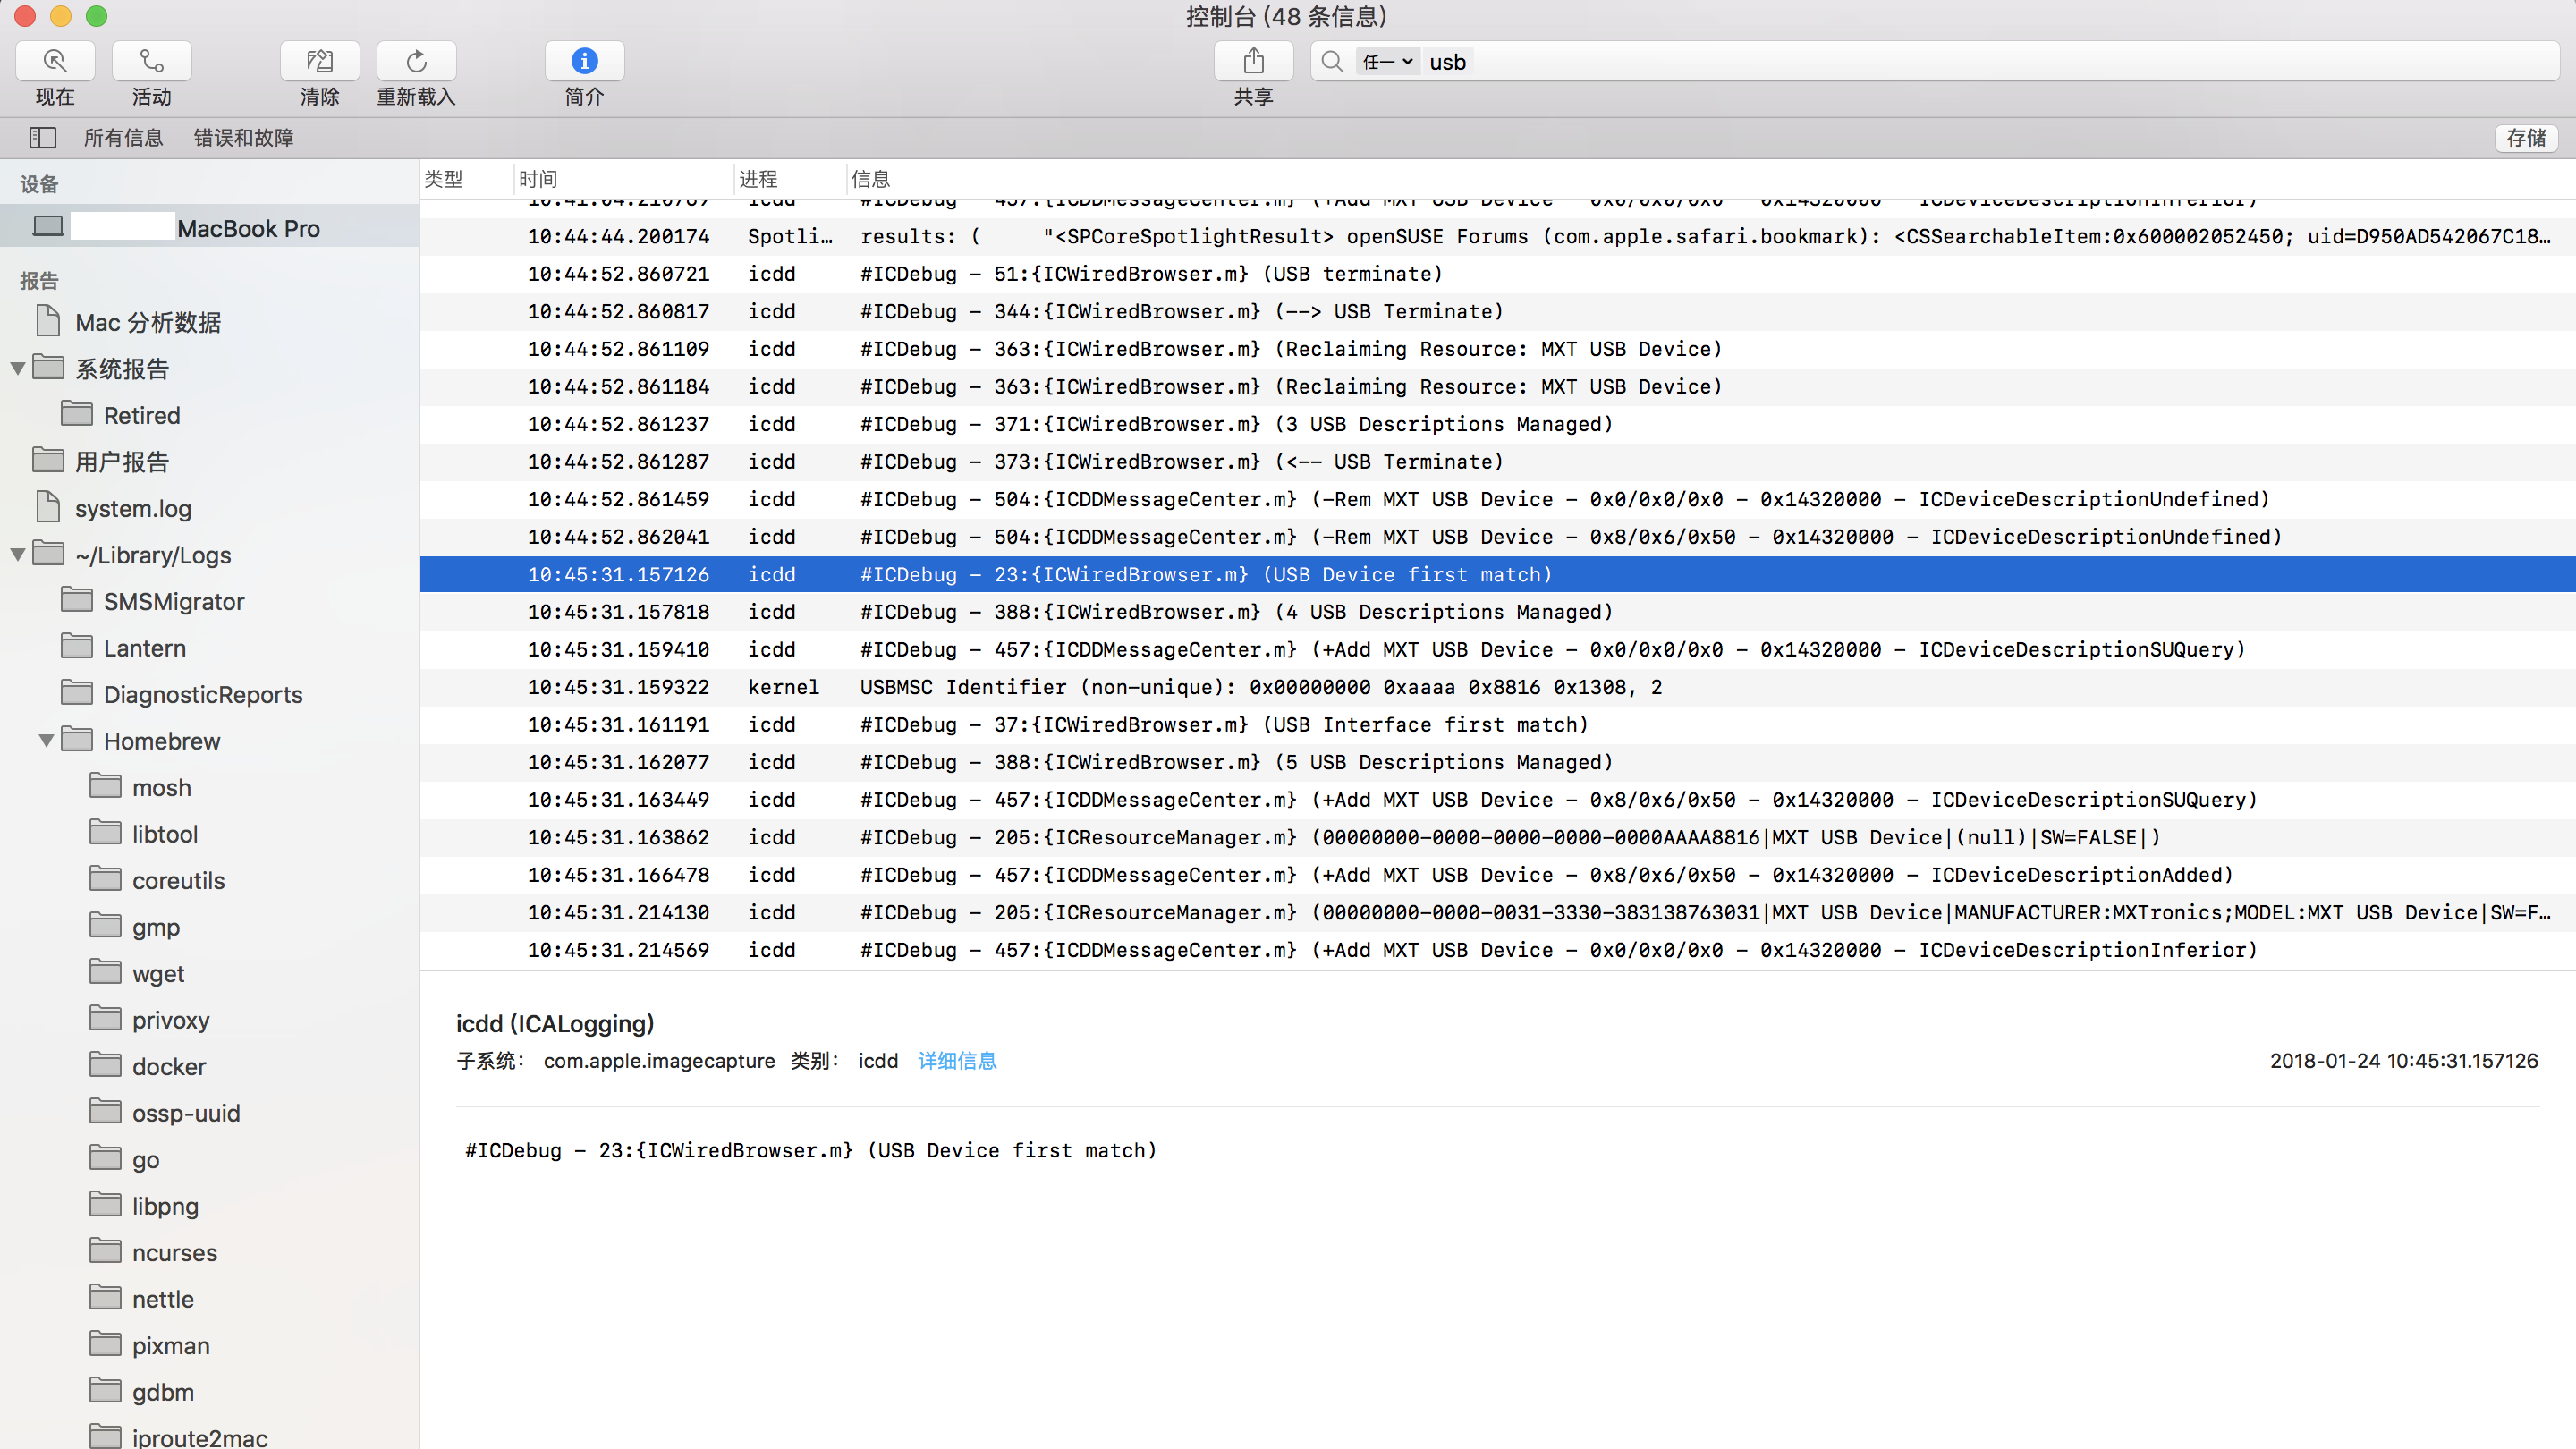 控制台 (48 条信息)
任一 usb
现在 活动 清除 重新载入 简介 共享
所有信息 错误和故障 存储
设备
MacBook Pro
报告
Mac 分析数据
系统报告
Retired
用户报告
system.log
~/Library/Logs
SMSMigrator
Lantern
DiagnosticReports
Homebrew
mosh
libtool
coreutils
gmp
wget
privoxy
docker
ossp-uuid
go
libpng
ncurses
nettle
pixman
gdbm
iproute2mac
类型 时间 进程 信息
10:41:04.210769 icdd #ICDebug - 457:{ICDDMessageCenter.m} (+Add MXT USB Device - 0x0/0x0/0x0 - 0x14320000 - ICDeviceDescriptionInferior)
10:44:44.200174 Spotli… results: ( "<SPCoreSpotlightResult> openSUSE Forums (com.apple.safari.bookmark): <CSSearchableItem:0x600002052450; uid=D950AD542067C18…
10:44:52.860721 icdd #ICDebug - 51:{ICWiredBrowser.m} (USB terminate)
10:44:52.860817 icdd #ICDebug - 344:{ICWiredBrowser.m} (--> USB Terminate)
10:44:52.861109 icdd #ICDebug - 363:{ICWiredBrowser.m} (Reclaiming Resource: MXT USB Device)
10:44:52.861184 icdd #ICDebug - 363:{ICWiredBrowser.m} (Reclaiming Resource: MXT USB Device)
10:44:52.861237 icdd #ICDebug - 371:{ICWiredBrowser.m} (3 USB Descriptions Managed)
10:44:52.861287 icdd #ICDebug - 373:{ICWiredBrowser.m} (<-- USB Terminate)
10:44:52.861459 icdd #ICDebug - 504:{ICDDMessageCenter.m} (-Rem MXT USB Device - 0x0/0x0/0x0 - 0x14320000 - ICDeviceDescriptionUndefined)
10:44:52.862041 icdd #ICDebug - 504:{ICDDMessageCenter.m} (-Rem MXT USB Device - 0x8/0x6/0x50 - 0x14320000 - ICDeviceDescriptionUndefined)
10:45:31.157126 icdd #ICDebug - 23:{ICWiredBrowser.m} (USB Device first match)
10:45:31.157818 icdd #ICDebug - 388:{ICWiredBrowser.m} (4 USB Descriptions Managed)
10:45:31.159410 icdd #ICDebug - 457:{ICDDMessageCenter.m} (+Add MXT USB Device - 0x0/0x0/0x0 - 0x14320000 - ICDeviceDescriptionSUQuery)
10:45:31.159322 kernel USBMSC Identifier (non-unique): 0x00000000 0xaaaa 0x8816 0x1308, 2
10:45:31.161191 icdd #ICDebug - 37:{ICWiredBrowser.m} (USB Interface first match)
10:45:31.162077 icdd #ICDebug - 388:{ICWiredBrowser.m} (5 USB Descriptions Managed)
10:45:31.163449 icdd #ICDebug - 457:{ICDDMessageCenter.m} (+Add MXT USB Device - 0x8/0x6/0x50 - 0x14320000 - ICDeviceDescriptionSUQuery)
10:45:31.163862 icdd #ICDebug - 205:{ICResourceManager.m} (00000000-0000-0000-0000-0000AAAA8816|MXT USB Device|(null)|SW=FALSE|)
10:45:31.166478 icdd #ICDebug - 457:{ICDDMessageCenter.m} (+Add MXT USB Device - 0x8/0x6/0x50 - 0x14320000 - ICDeviceDescriptionAdded)
10:45:31.214130 icdd #ICDebug - 205:{ICResourceManager.m} (00000000-0000-0031-3330-383138763031|MXT USB Device|MANUFACTURER:MXTronics;MODEL:MXT USB Device|SW=F…
10:45:31.214569 icdd #ICDebug - 457:{ICDDMessageCenter.m} (+Add MXT USB Device - 0x0/0x0/0x0 - 0x14320000 - ICDeviceDescriptionInferior)
icdd (ICALogging)
子系统： com.apple.imagecapture 类别： icdd 详细信息 2018-01-24 10:45:31.157126
#ICDebug - 23:{ICWiredBrowser.m} (USB Device first match)